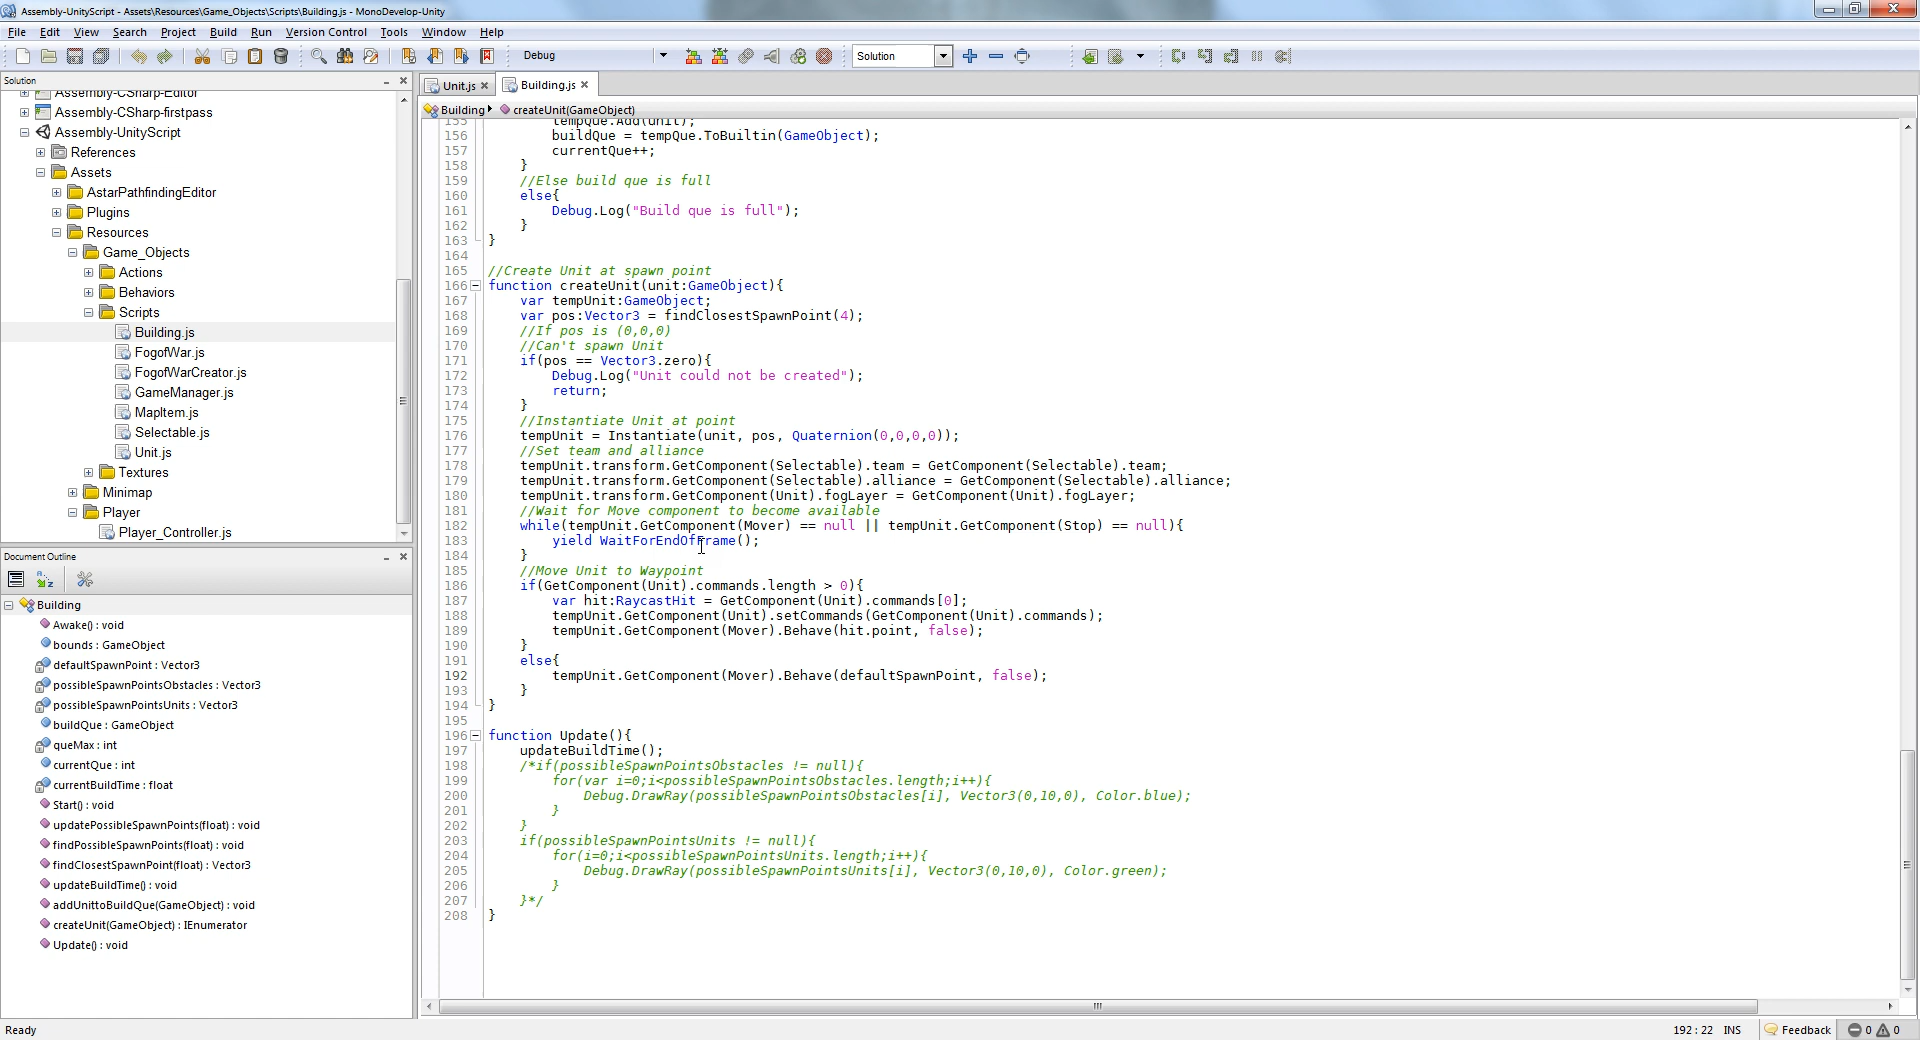 Assembly-UnityScript - Assets\Resources\Game_Objects\Scripts\Building.js - MonoDevelop-Unity
File Edit View Search Project Build Run Version Control Tools Window Help
Debug
Solution
Solution
Assembly-CSharp-Editor
Assembly-CSharp-firstpass
Assembly-UnityScript
References
Assets
AstarPathfindingEditor
Plugins
Resources
Game_Objects
Actions
Behaviors
Scripts
Building.js
FogofWar.js
FogofWarCreator.js
GameManager.js
MapItem.js
Selectable.js
Unit.js
Textures
Minimap
Player
Player_Controller.js
Document Outline
Building
Awake() : void
bounds : GameObject
defaultSpawnPoint : Vector3
possibleSpawnPointsObstacles : Vector3
possibleSpawnPointsUnits : Vector3
buildQue : GameObject
queMax : int
currentQue : int
currentBuildTime : float
Start() : void
updatePossibleSpawnPoints(float) : void
findPossibleSpawnPoints(float) : void
findClosestSpawnPoint(float) : Vector3
updateBuildTime() : void
addUnittoBuildQue(GameObject) : void
createUnit(GameObject) : IEnumerator
Update() : void
Unit.js
Building.js
Building createUnit(GameObject)
155 tempQue.Add(unit);
156 buildQue = tempQue.ToBuiltin(GameObject);
157 currentQue++;
158 }
159 //Else build que is full
160 else{
161 Debug.Log("Build que is full");
162 }
163 }
164
165 //Create Unit at spawn point
166 function createUnit(unit:GameObject){
167 var tempUnit:GameObject;
168 var pos:Vector3 = findClosestSpawnPoint(4);
169 //If pos is (0,0,0)
170 //Can't spawn Unit
171 if(pos == Vector3.zero){
172 Debug.Log("Unit could not be created");
173 return;
174 }
175 //Instantiate Unit at point
176 tempUnit = Instantiate(unit, pos, Quaternion(0,0,0,0));
177 //Set team and alliance
178 tempUnit.transform.GetComponent(Selectable).team = GetComponent(Selectable).team;
179 tempUnit.transform.GetComponent(Selectable).alliance = GetComponent(Selectable).alliance;
180 tempUnit.transform.GetComponent(Unit).fogLayer = GetComponent(Unit).fogLayer;
181 //Wait for Move component to become available
182 while(tempUnit.GetComponent(Mover) == null || tempUnit.GetComponent(Stop) == null){
183 yield WaitForEndOfFrame();
184 }
185 //Move Unit to Waypoint
186 if(GetComponent(Unit).commands.length > 0){
187 var hit:RaycastHit = GetComponent(Unit).commands[0];
188 tempUnit.GetComponent(Unit).setCommands(GetComponent(Unit).commands);
189 tempUnit.GetComponent(Mover).Behave(hit.point, false);
190 }
191 else{
192 tempUnit.GetComponent(Mover).Behave(defaultSpawnPoint, false);
193 }
194 }
195
196 function Update(){
197 updateBuildTime();
198 /*if(possibleSpawnPointsObstacles != null){
199 for(var i=0;i<possibleSpawnPointsObstacles.length;i++){
200 Debug.DrawRay(possibleSpawnPointsObstacles[i], Vector3(0,10,0), Color.blue);
201 }
202 }
203 if(possibleSpawnPointsUnits != null){
204 for(i=0;i<possibleSpawnPointsUnits.length;i++){
205 Debug.DrawRay(possibleSpawnPointsUnits[i], Vector3(0,10,0), Color.green);
206 }
207 }*/
208 }
Ready
192 : 22 INS Feedback 0 0